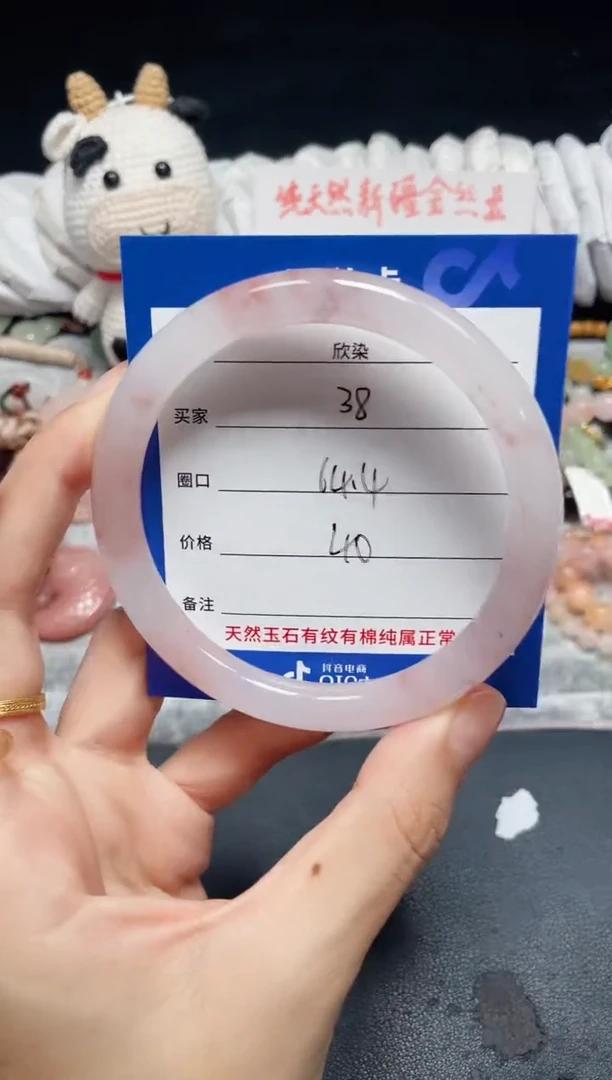 纯天然新疆金丝玉
卡
欣染
买家 38
圈口 64.4
价格 40
备注
天然玉石有纹有棉纯属正常
抖音电商